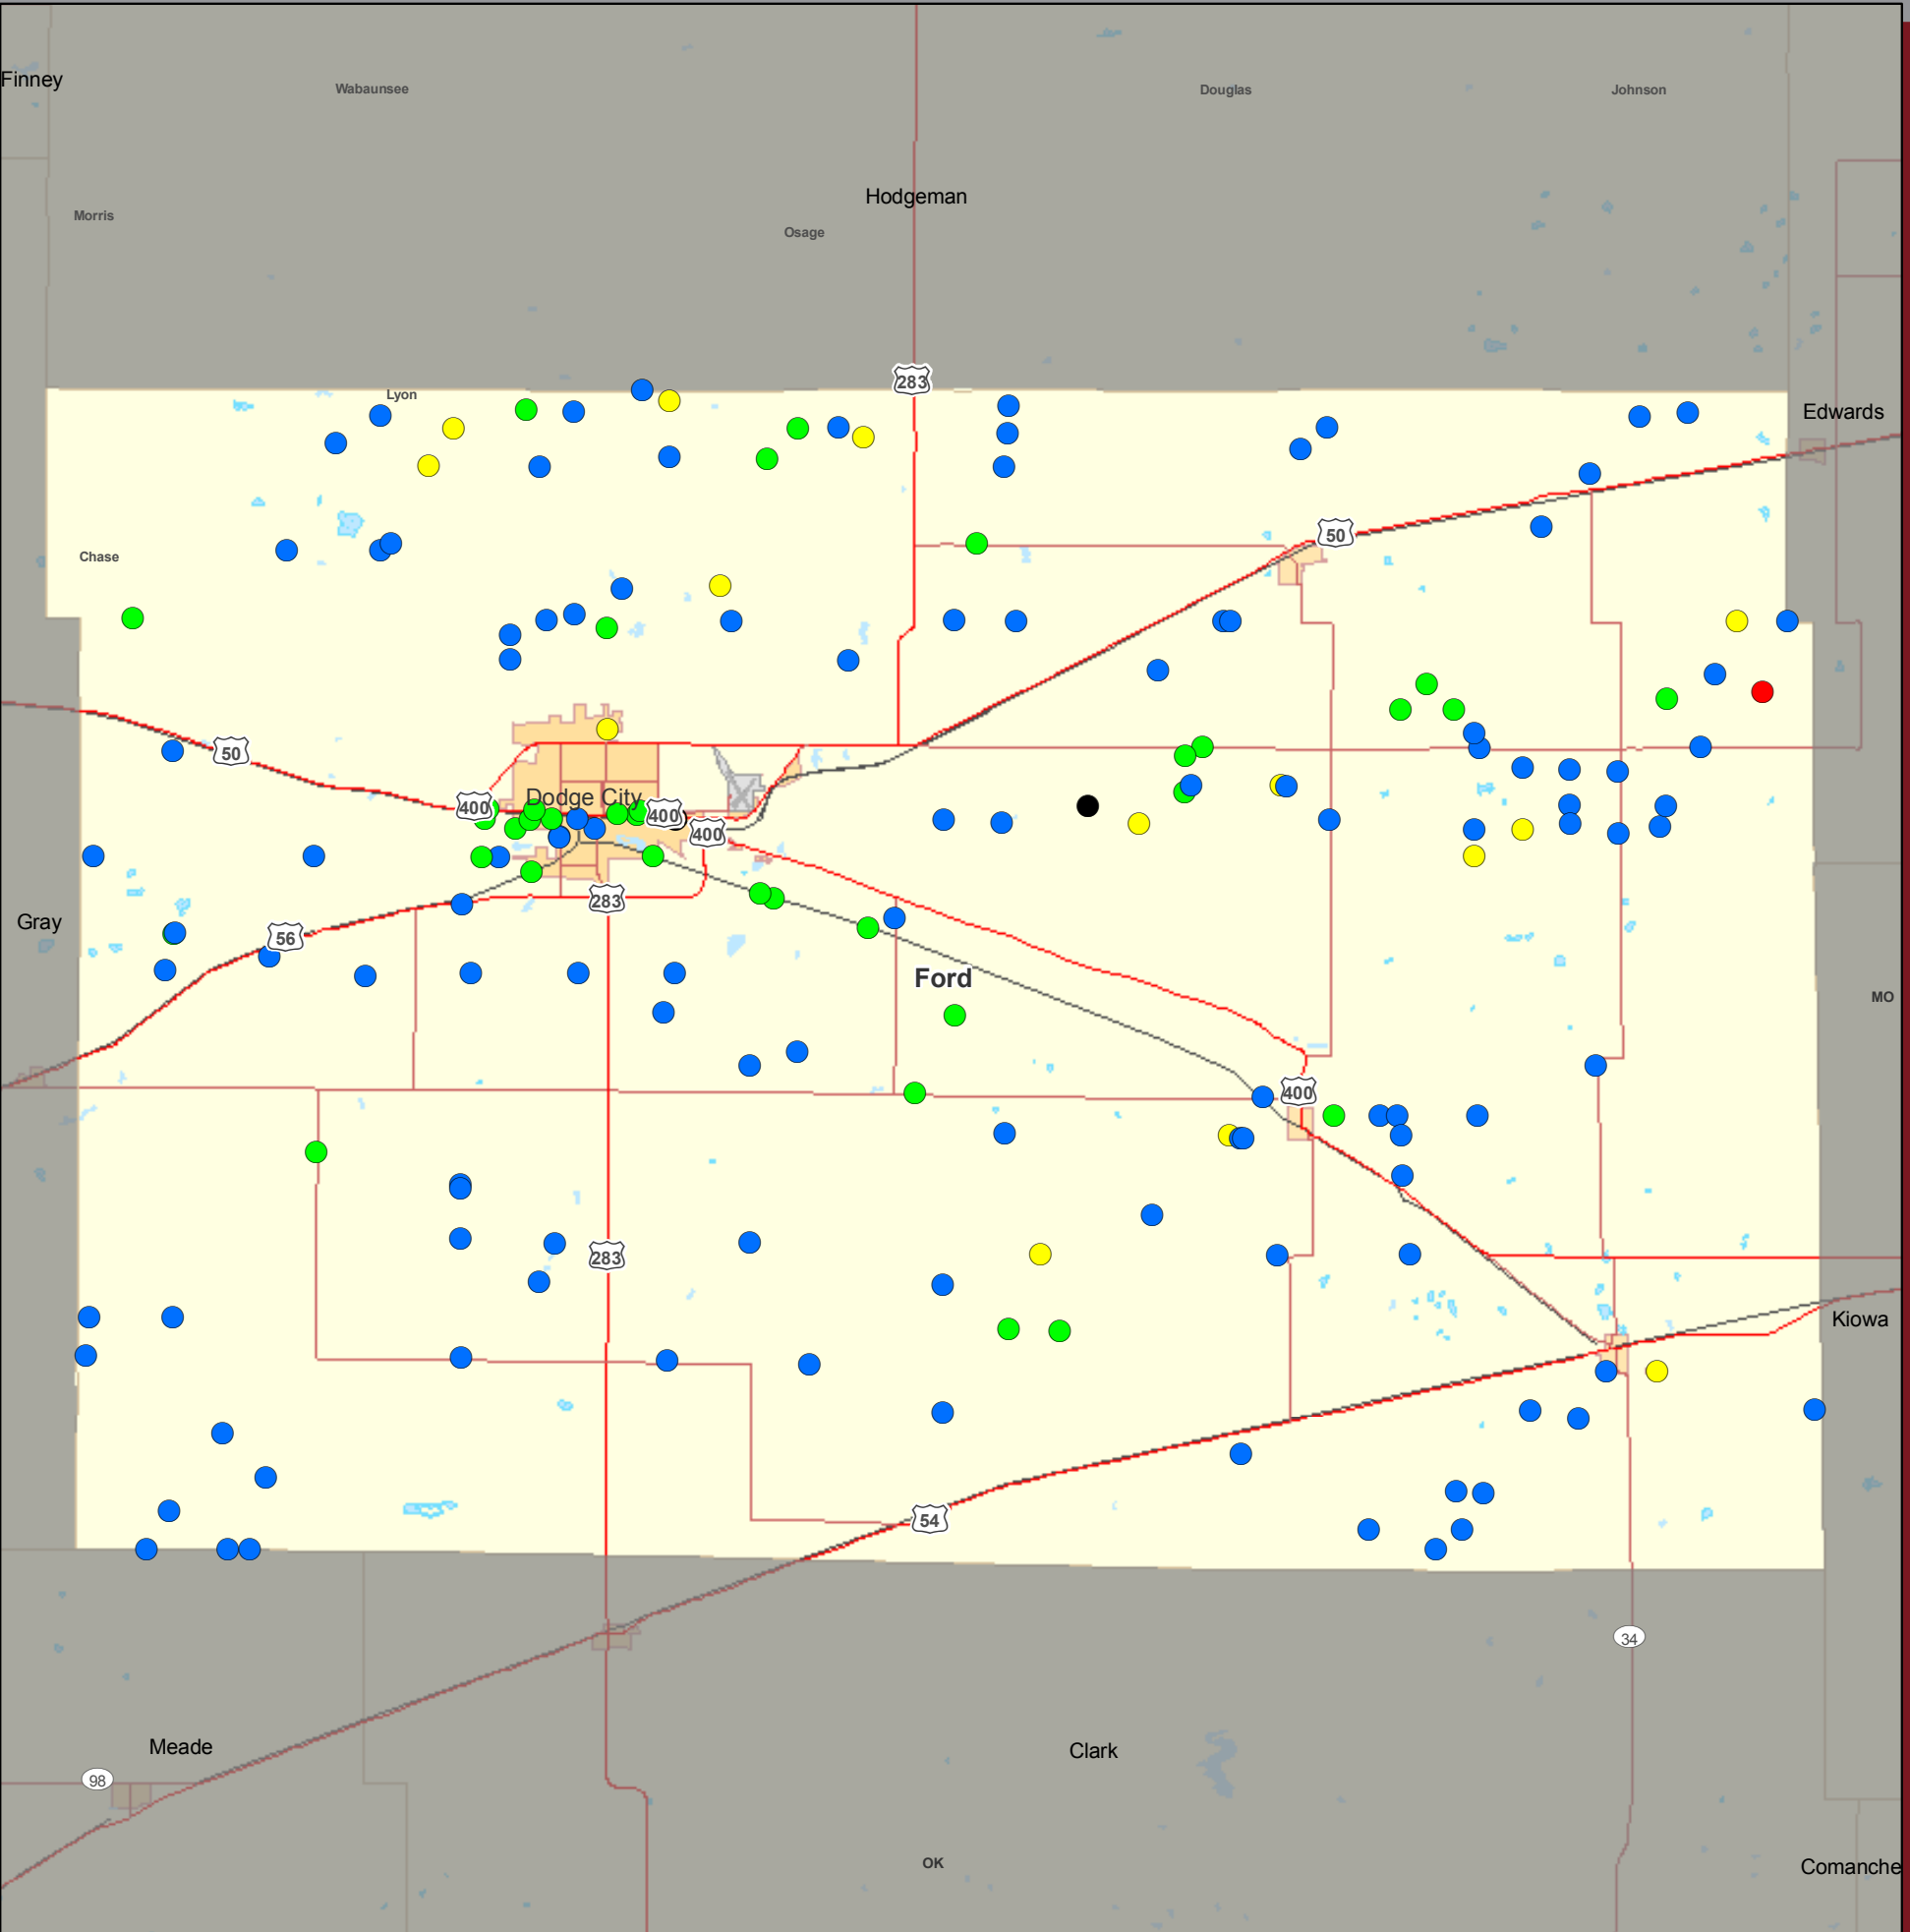 Finney
Wabaunsee
Douglas
Johnson
Hodgeman
Morris
Osage
283
Lyon
Edwards
50
Chase
50
Dodge City
400
400
400
283
Gray
56
Ford
MO
400
283
Kiowa
54
34
Meade
Clark
98
OK
Comanche